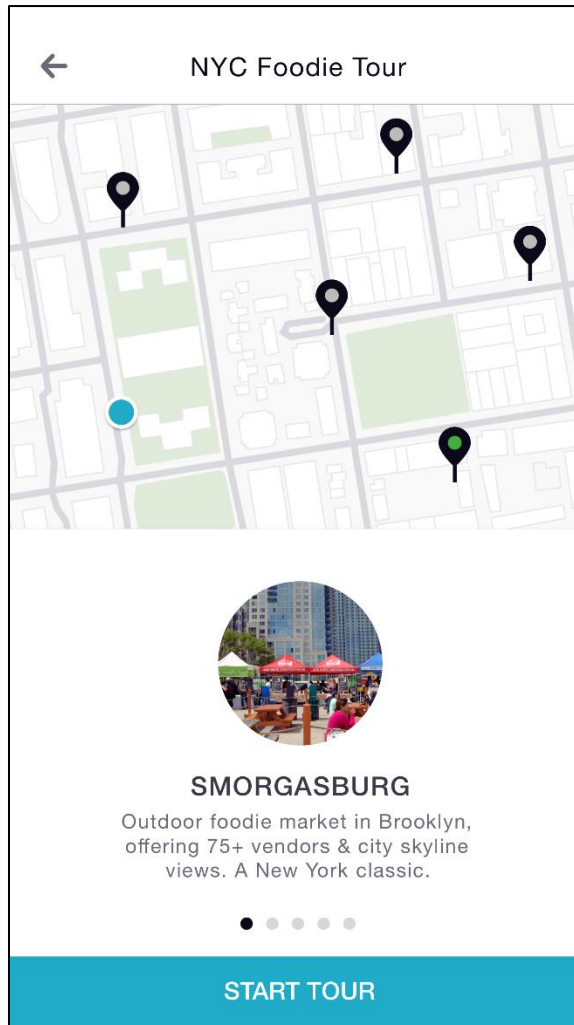 NYC Foodie Tour
SMORGASBURG
Outdoor foodie market in Brooklyn,
offering 75+ vendors & city skyline
views. A New York classic.
START TOUR